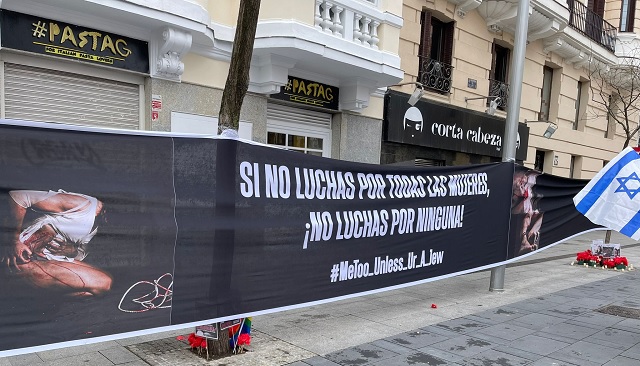 #PASTAG
#PASTAG
corta cabeza
SI NO LUCHAS POR TODAS LAS MUJERES,
¡NO LUCHAS POR NINGUNA!
#MeToo_Unless_Ur_A_Jew